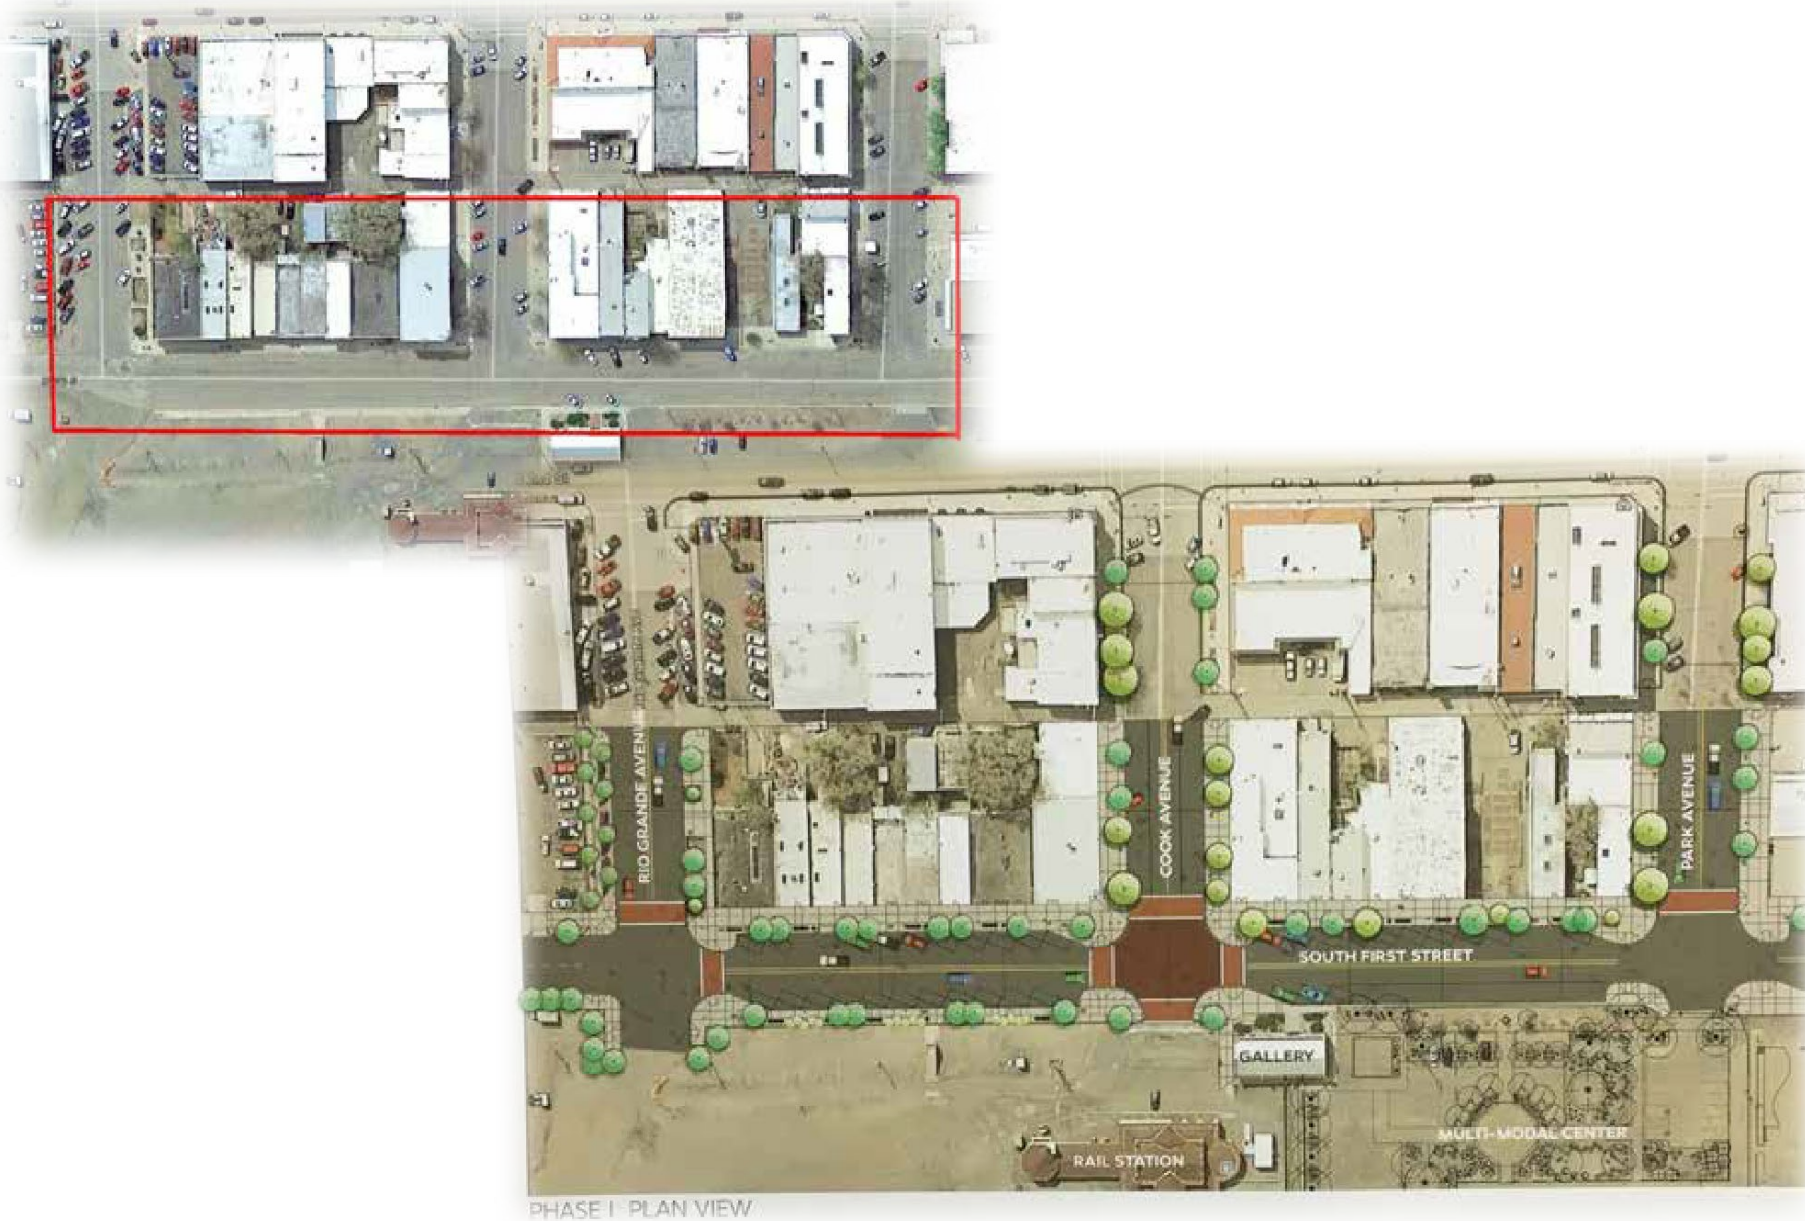 RIO GRANDE AVENUE
COOK AVENUE
PARK AVENUE
SOUTH FIRST STREET
GALLERY
MULTI-MODAL CENTER
RAIL STATION
PHASE I PLAN VIEW